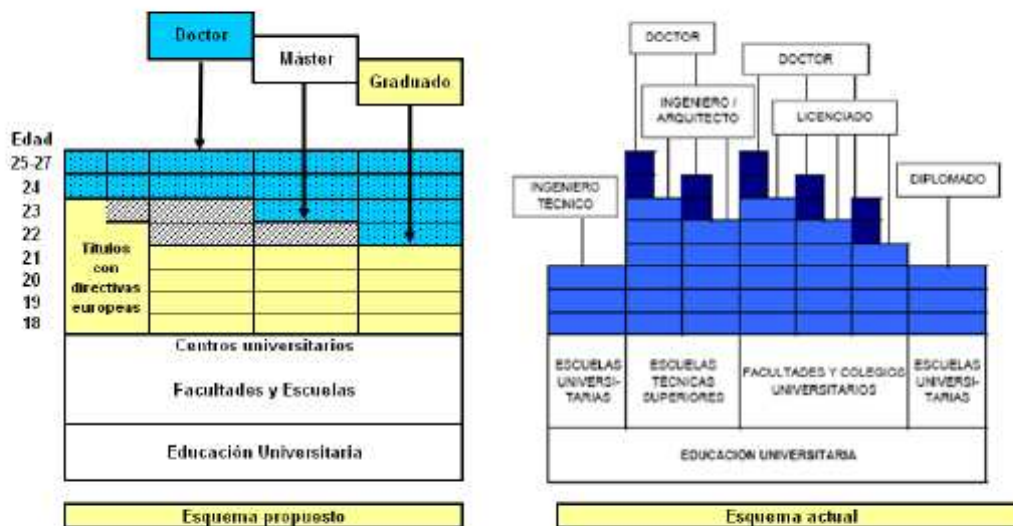 Doctor
Máster
Graduado
Edad
25-27
24
23
22
21
20
19
18
Títulos
con
directivas
europeas
Centros universitarios
Facultades y Escuelas
Educación Universitaria
Esquema propuesto
DOCTOR
DOCTOR
INGENIERO /
ARQUITECTO
LICENCIADO
INGENIERO
TÉCNICO
DIPLOMADO
ESCUELAS
UNIVERSI-
TARIAS
ESCUELAS
TÉCNICAS
SUPERIORES
FACULTADES Y COLEGIOS
UNIVERSITARIOS
ESCUELAS
UNIVERSI-
TARIAS
EDUCACIÓN UNIVERSITARIA
Esquema actual